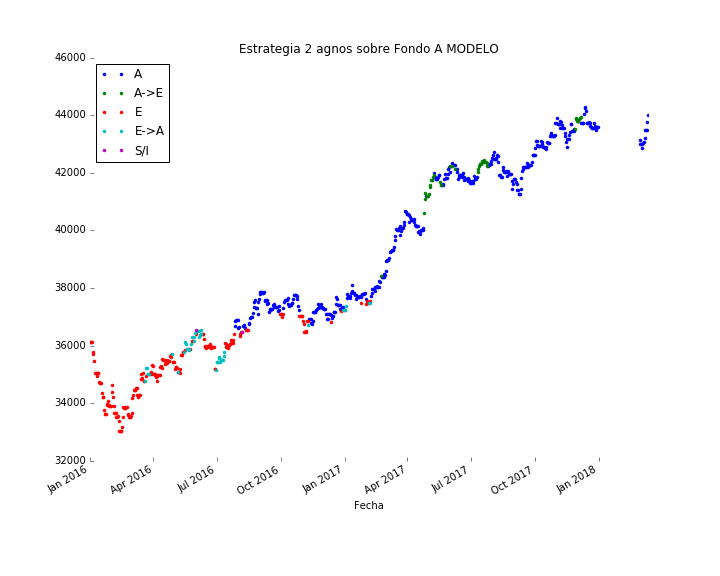 Estrategia 2 agnos sobre Fondo A MODELO
46000
44000
42000
40000
38000
36000
34000
32000
A
A->E
E
E->A
S/I
Jan 2016
Apr 2016
Jul 2016
Oct 2016
Jan 2017
Apr 2017
Jul 2017
Oct 2017
Jan 2018
Fecha